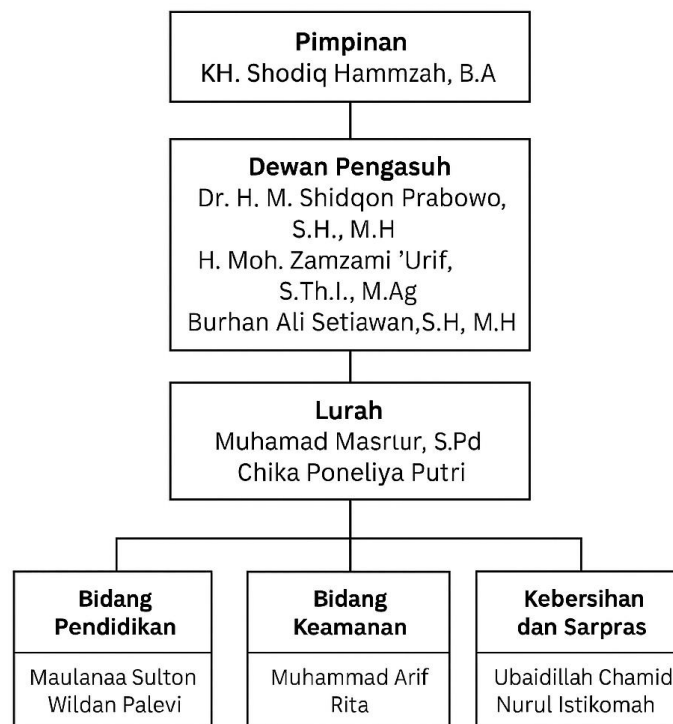 Pimpinan
KH. Shodiq Hammzah, B.A
Dewan Pengasuh
Dr. H. M. Shidqon Prabowo,
S.H., M.H
H. Moh. Zamzami ’Urif,
S.Th.I., M.Ag
Burhan Ali Setiawan,S.H, M.H
Lurah
Muhamad Masrtur, S.Pd
Chika Poneliya Putri
Bidang
Pendidikan
Maulanaa Sulton
Wildan Palevi
Bidang
Keamanan
Muhammad Arif
Rita
Kebersihan
dan Sarpras
Ubaidillah Chamid
Nurul Istikomah